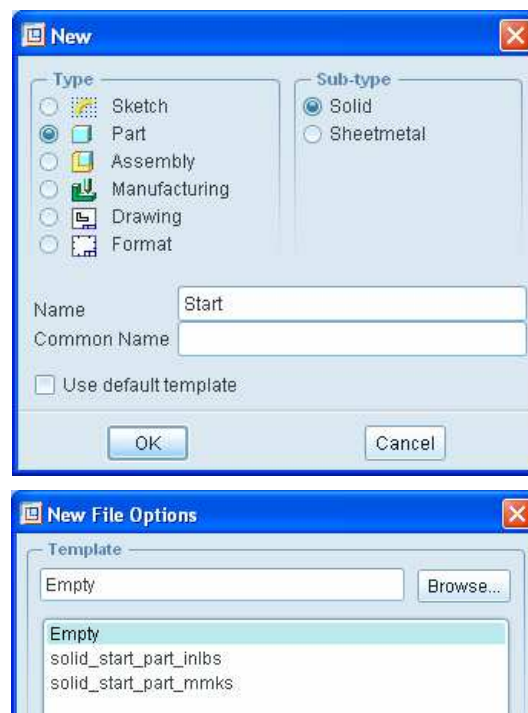 New
Type
Sub-type
Sketch
Solid
Part
Sheetmetal
Assembly
Manufacturing
Drawing
Format
Name
Start
Common Name
Use default template
OK
Cancel
New File Options
Template
Empty
Browse...
Empty
solid_start_part_inlbs
solid_start_part_mmks